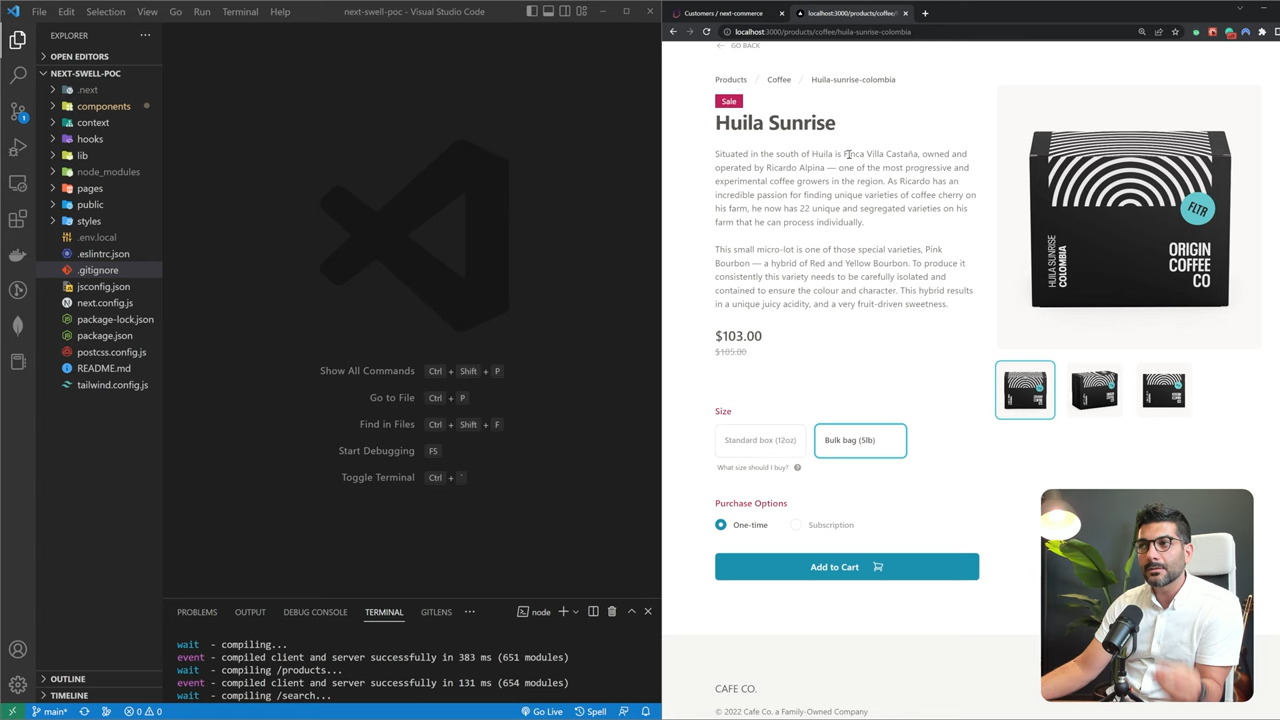 File Edit Selection View Go Run Terminal Help
next-swell-poc - Visual Studio Code
EXPLORER
OPEN EDITORS
NEXT-SWELL-POC
.next
components
context
hooks
lib
node_modules
pages
public
styles
.env.local
.eslintrc.json
.gitignore
jsconfig.json
next.config.js
package-lock.json
package.json
postcss.config.js
README.md
tailwind.config.js
OUTLINE
TIMELINE
Show All Commands Ctrl + Shift + P
Go to File Ctrl + P
Find in Files Ctrl + Shift + F
Start Debugging F5
Toggle Terminal Ctrl + `
PROBLEMS OUTPUT DEBUG CONSOLE TERMINAL GITLENS
node
wait - compiling...
event - compiled client and server successfully in 383 ms (651 modules)
wait - compiling /products...
event - compiled client and server successfully in 131 ms (654 modules)
wait - compiling /search...
main* 0 0 Go Live Spell
Customers / next-commerce
localhost:3000/products/coffee/
localhost:3000/products/coffee/huila-sunrise-colombia
GO BACK
Products / Coffee / Huila-sunrise-colombia
Sale
Huila Sunrise
Situated in the south of Huila is Finca Villa Castaña, owned and
operated by Ricardo Alpina — one of the most progressive and
experimental coffee growers in the region. As Ricardo has an
incredible passion for finding unique varieties of coffee cherry on
his farm, he now has 22 unique and segregated varieties on his
farm that he can process individually.
This small micro-lot is one of those special varieties, Pink
Bourbon — a hybrid of Red and Yellow Bourbon. To produce it
consistently this variety needs to be carefully isolated and
contained to ensure the colour and character. This hybrid results
in a unique juicy acidity, and a very fruit-driven sweetness.
$103.00
$105.00
Size
Standard box (12oz)
Bulk bag (5lb)
What size should I buy?
Purchase Options
One-time
Subscription
Add to Cart
FLTR
HUILA SUNRISE
COLOMBIA
ORIGIN
COFFEE
CO
CAFE CO.
© 2022 Cafe Co. a Family-Owned Company